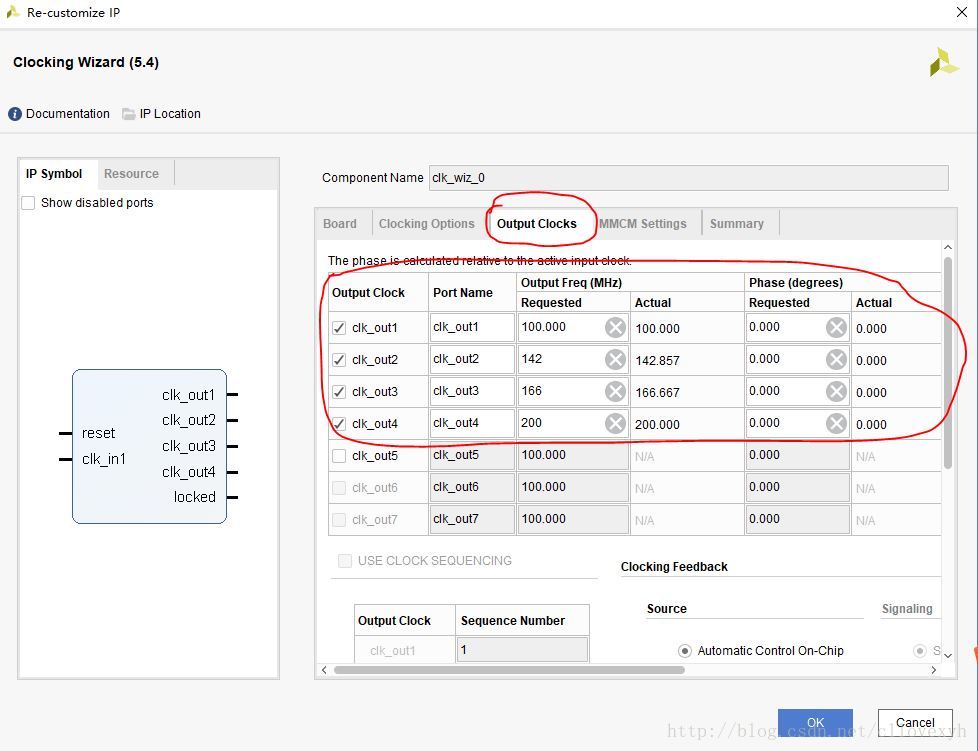 Re-customize IP
Clocking Wizard (5.4)
Documentation IP Location
IP Symbol Resource
Show disabled ports
reset
clk_in1
clk_out1
clk_out2
clk_out3
clk_out4
locked
Component Name clk_wiz_0
Board Clocking Options Output Clocks MMCM Settings Summary
The phase is calculated relative to the active input clock.
Output Clock Port Name Output Freq (MHz) Phase (degrees)
Requested Actual Requested Actual
clk_out1 clk_out1 100.000 100.000 0.000 0.000
clk_out2 clk_out2 142 142.857 0.000 0.000
clk_out3 clk_out3 166 166.667 0.000 0.000
clk_out4 clk_out4 200 200.000 0.000 0.000
clk_out5 clk_out5 100.000 N/A 0.000 N/A
clk_out6 clk_out6 100.000 N/A 0.000 N/A
clk_out7 clk_out7 100.000 N/A 0.000 N/A
USE CLOCK SEQUENCING
Clocking Feedback
Output Clock Sequence Number
clk_out1 1
Source Signaling
Automatic Control On-Chip S
OK Cancel